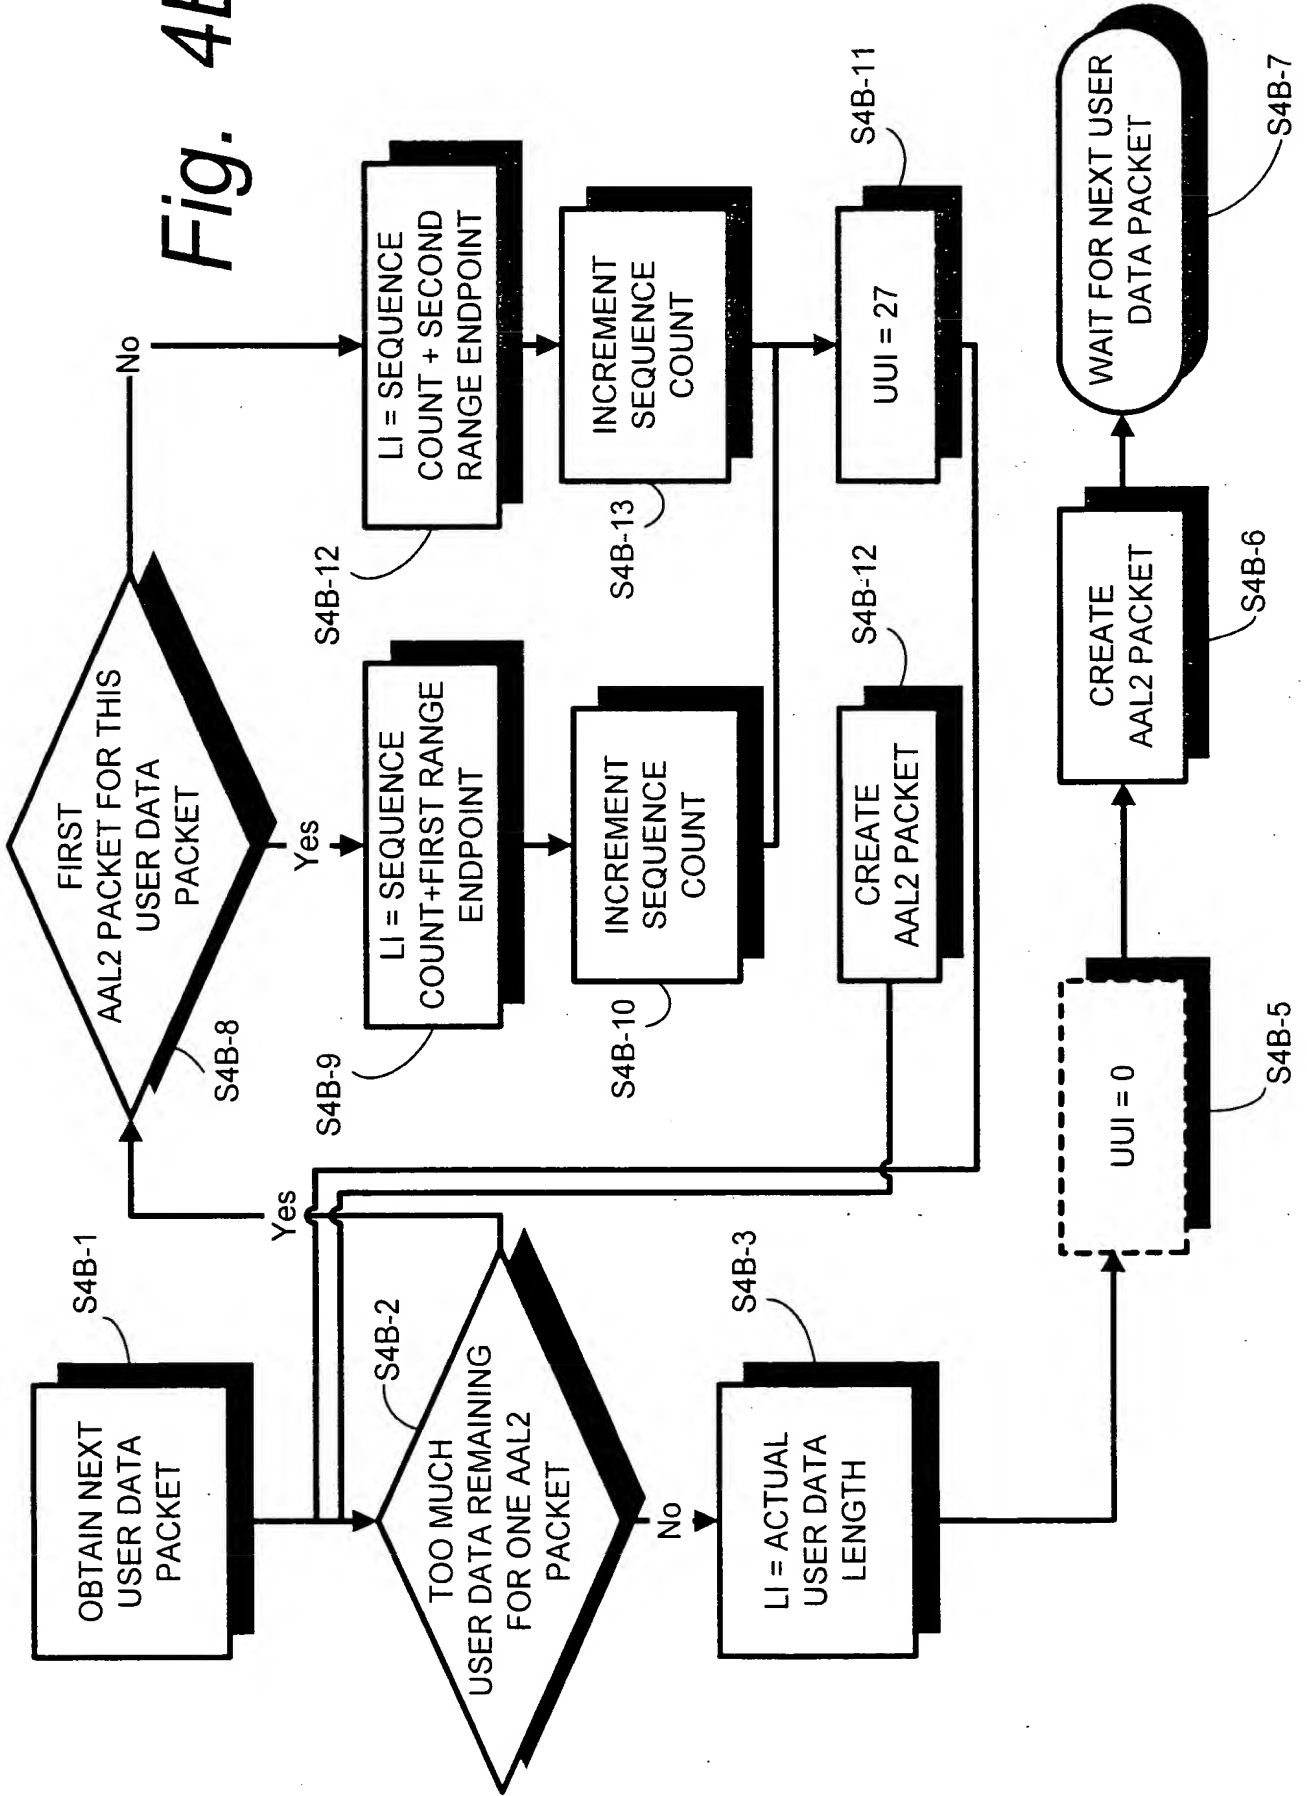 Fig. 4B
S4B-1
OBTAIN NEXT
USER DATA
PACKET
S4B-2
TOO MUCH
USER DATA REMAINING
FOR ONE AAL2
PACKET
Yes
No
S4B-3
LI = ACTUAL
USER DATA
LENGTH
UUI = 0
S4B-5
CREATE
AAL2 PACKET
S4B-6
WAIT FOR NEXT USER
DATA PACKET
S4B-7
FIRST
AAL2 PACKET FOR THIS
USER DATA
PACKET
S4B-8
Yes
No
S4B-9
LI = SEQUENCE
COUNT+FIRST RANGE
ENDPOINT
S4B-10
INCREMENT
SEQUENCE
COUNT
S4B-12
LI = SEQUENCE
COUNT + SECOND
RANGE ENDPOINT
S4B-13
INCREMENT
SEQUENCE
COUNT
S4B-11
UUI = 27
S4B-12
CREATE
AAL2 PACKET